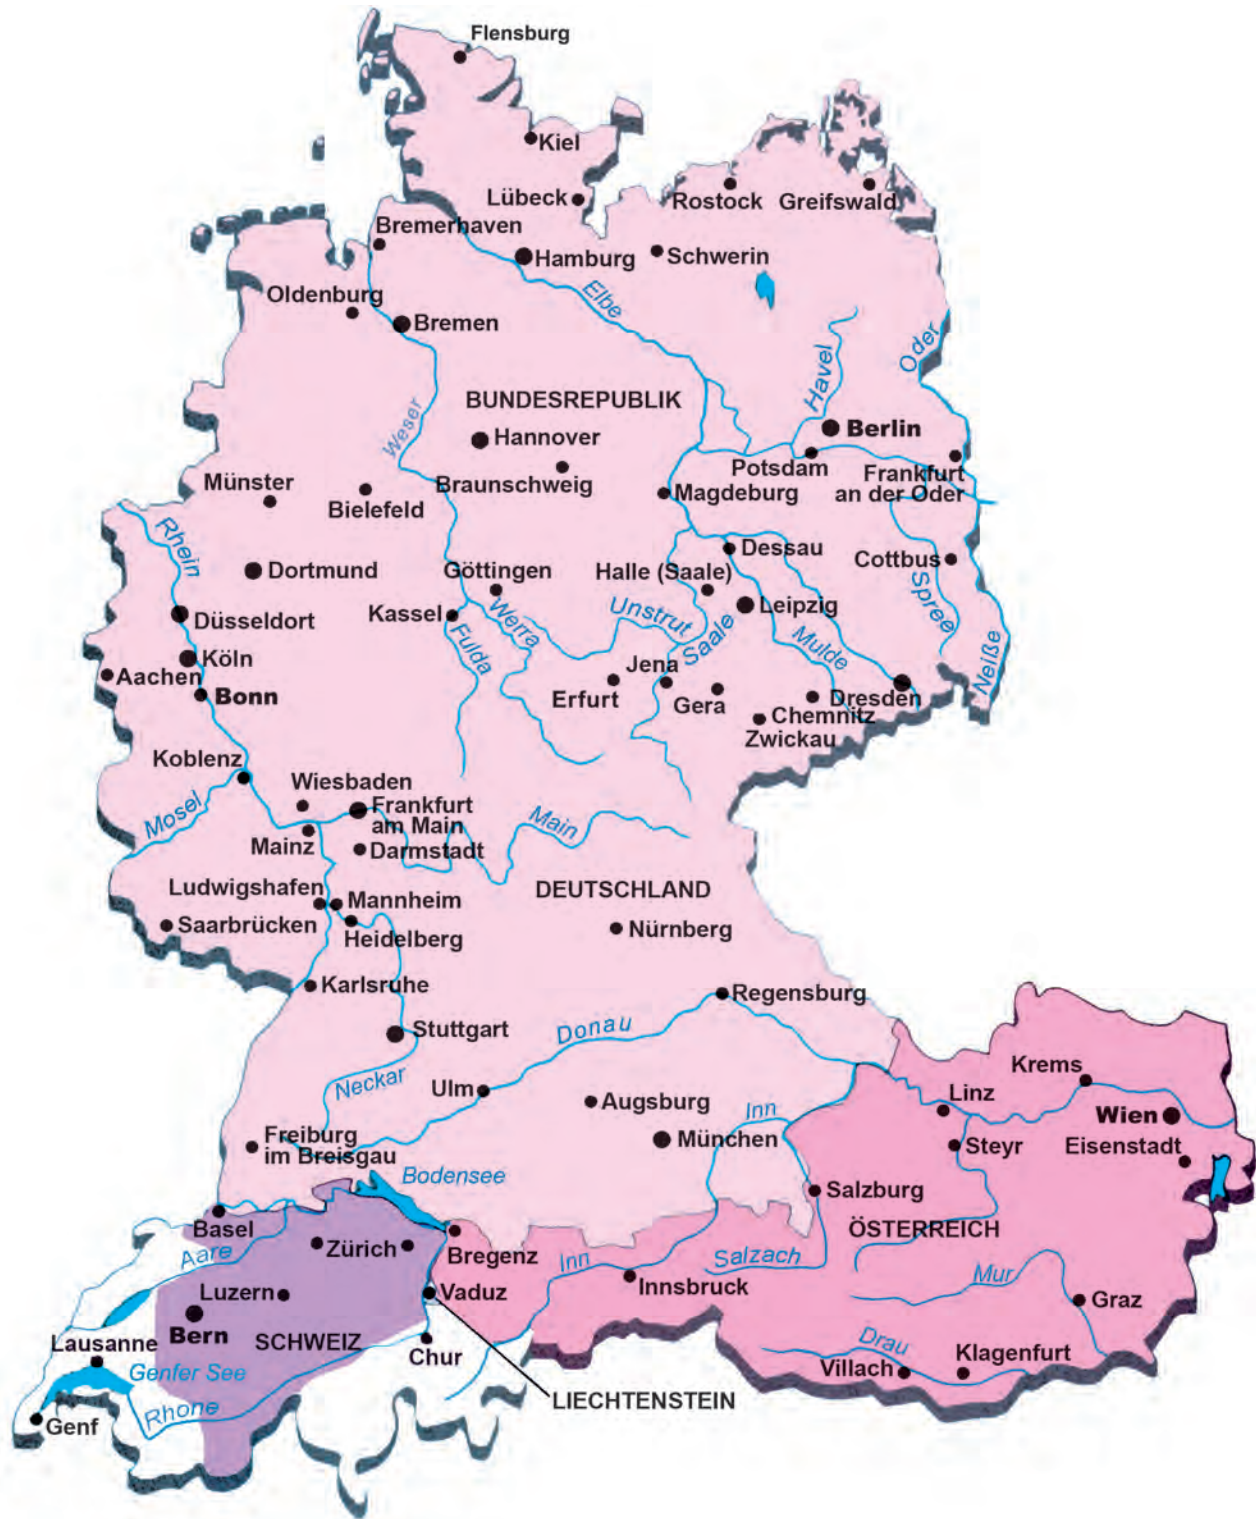 Flensburg
Kiel
Lübeck
Rostock
Greifswald
Bremerhaven
Hamburg
Schwerin
Oldenburg
Elbe
Bremen
Havel
Oder
BUNDESREPUBLIK
Weser
Hannover
Berlin
Potsdam
Frankfurt
an der Oder
Münster
Braunschweig
Magdeburg
Bielefeld
Rhein
Dessau
Cottbus
Dortmund
Göttingen
Halle (Saale)
Spree
Düsseldort
Kassel
Werra
Unstrut
Leipzig
Fulda
Saale
Mulde
Neiße
Köln
Aachen
Jena
Bonn
Erfurt
Gera
Dresden
Chemnitz
Zwickau
Koblenz
Wiesbaden
Mosel
Frankfurt
am Main
Main
Mainz
Darmstadt
Ludwigshafen
Mannheim
DEUTSCHLAND
Saarbrücken
Heidelberg
Nürnberg
Karlsruhe
Regensburg
Stuttgart
Donau
Krems
Neckar
Ulm
Augsburg
Inn
Linz
Wien
Freiburg
im Breisgau
München
Steyr
Eisenstadt
Bodensee
Salzburg
Basel
ÖSTERREICH
Aare
Zürich
Bregenz
Inn
Salzach
Mur
Luzern
Vaduz
Innsbruck
Graz
Bern
SCHWEIZ
Lausanne
Chur
Drau
Genfer See
Villach
Klagenfurt
Rhone
LIECHTENSTEIN
Genf